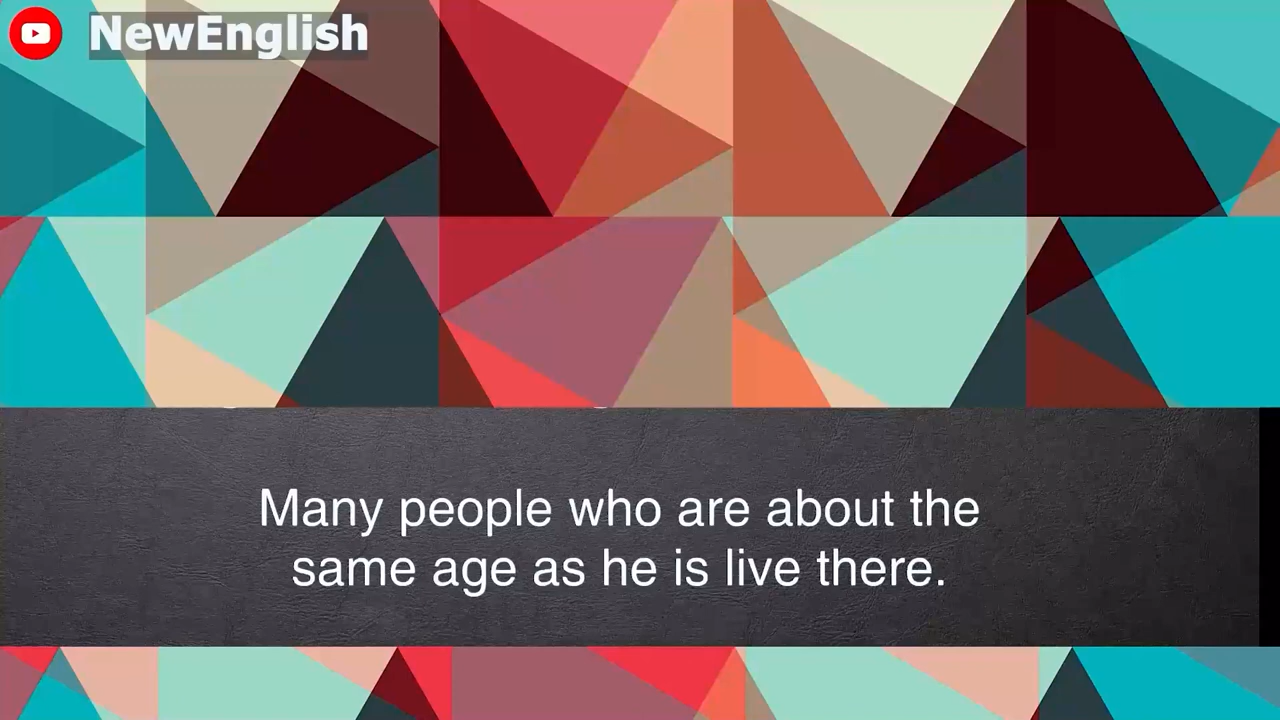 NewEnglish
Many people who are about the
same age as he is live there.